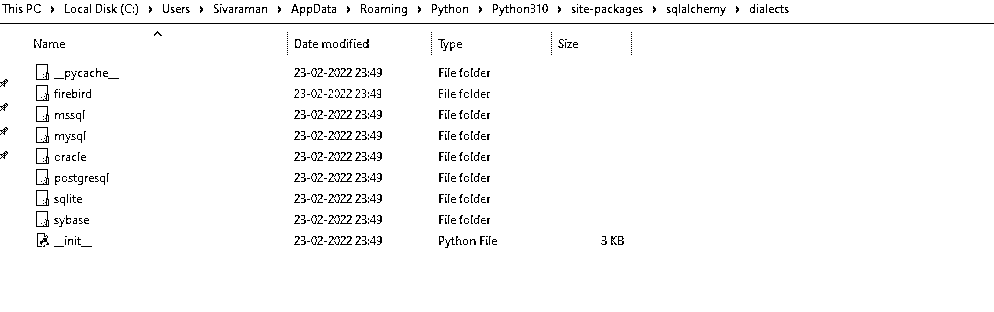 This PC > Local Disk (C:) > Users > Sivaraman > AppData > Roaming > Python > Python310 > site-packages > sqlalchemy > dialects
Name Date modified Type Size
__pycache__ 23-02-2022 23:49 File folder
firebird 23-02-2022 23:49 File folder
mssql 23-02-2022 23:49 File folder
mysql 23-02-2022 23:49 File folder
oracle 23-02-2022 23:49 File folder
postgresql 23-02-2022 23:49 File folder
sqlite 23-02-2022 23:49 File folder
sybase 23-02-2022 23:49 File folder
__init__ 23-02-2022 23:49 Python File 3 KB